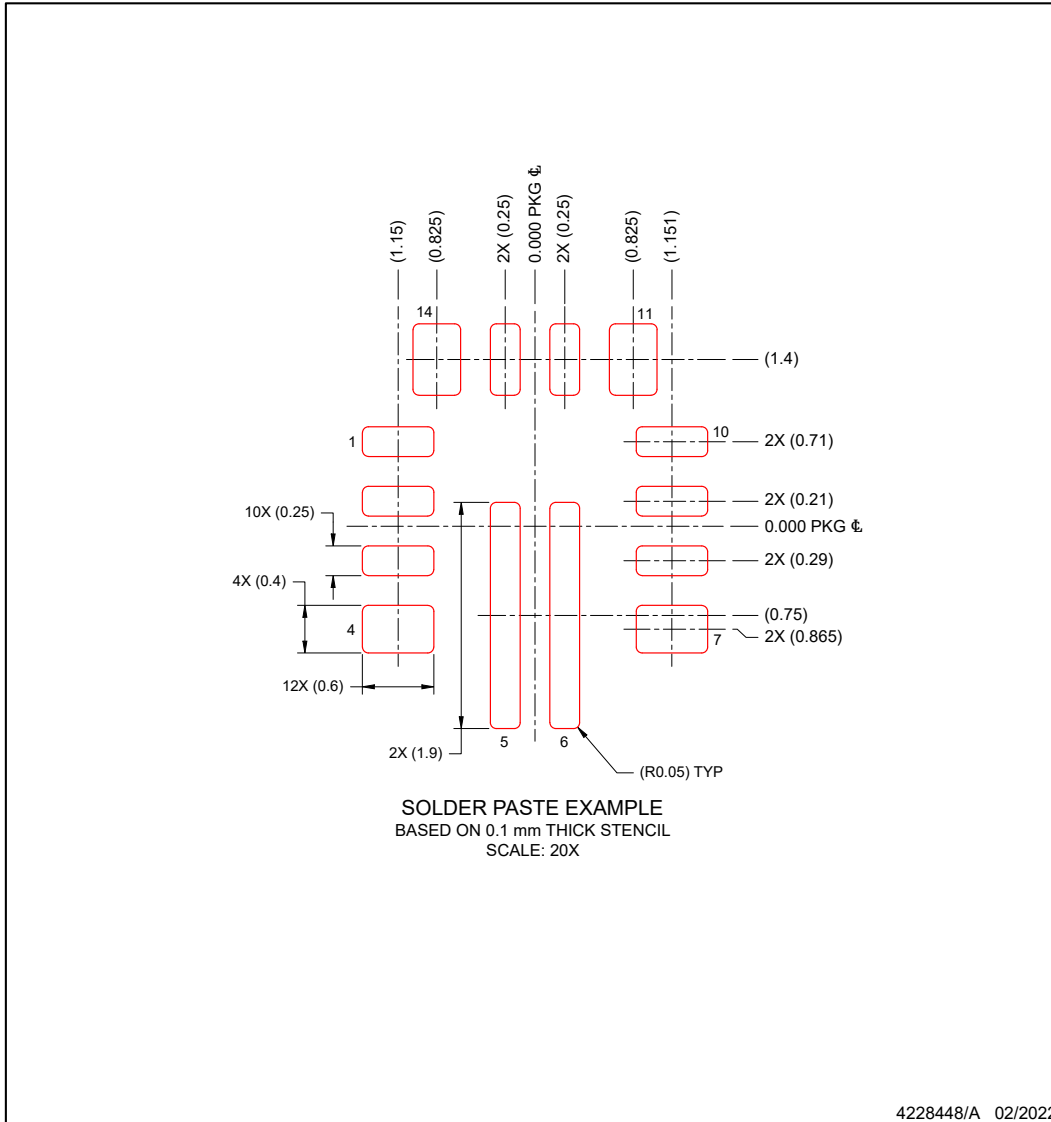 (1.15)
(0.825)
2X (0.25)
0.000 PKG ℄
2X (0.25)
(0.825)
(1.151)
14
11
(1.4)
1
10
2X (0.71)
2X (0.21)
10X (0.25)
0.000 PKG ℄
2X (0.29)
4X (0.4)
(0.75)
4
7
2X (0.865)
12X (0.6)
5
6
2X (1.9)
(R0.05) TYP
SOLDER PASTE EXAMPLE
BASED ON 0.1 mm THICK STENCIL
SCALE: 20X
4228448/A 02/2022